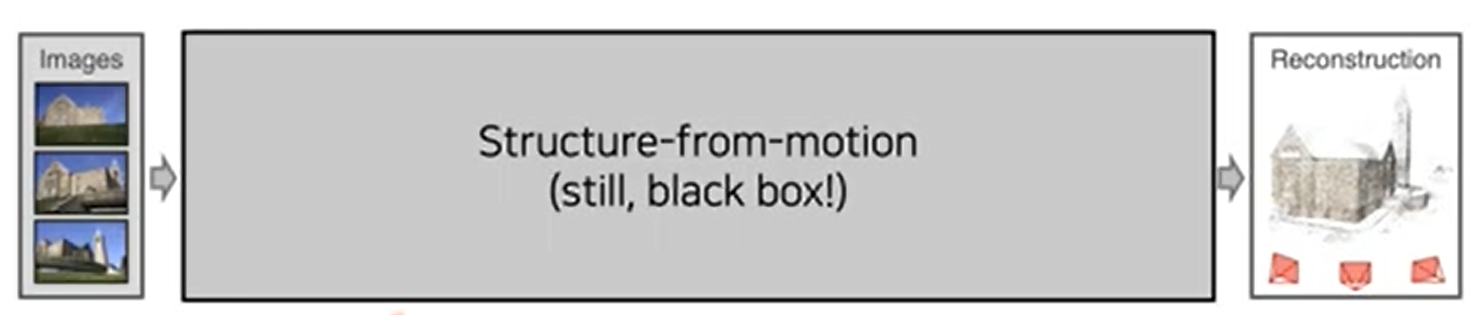 Images
Structure-from-motion
(still, black box!)
Reconstruction